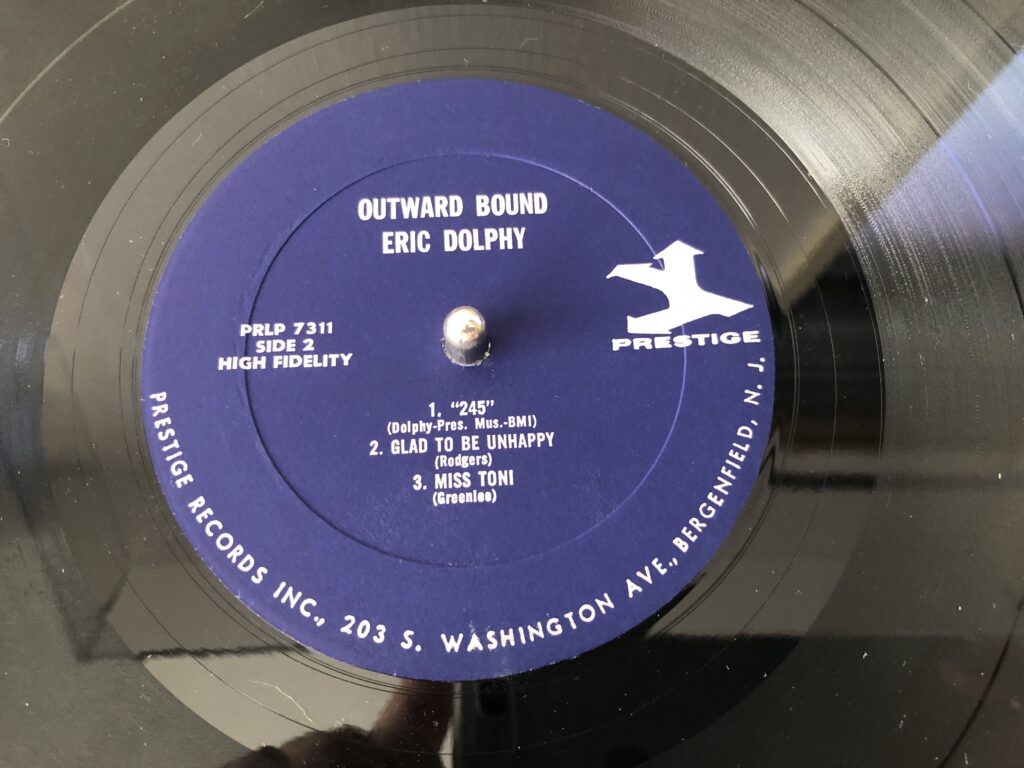 OUTWARD BOUND
ERIC DOLPHY
PRESTIGE
PRLP 7311
SIDE 2
HIGH FIDELITY
1. “245”
(Dolphy-Pres. Mus.-BMI)
2. GLAD TO BE UNHAPPY
(Rodgers)
3. MISS TONI
(Greenlee)
PRESTIGE RECORDS INC., 203 S. WASHINGTON AVE., BERGENFIELD, N. J.